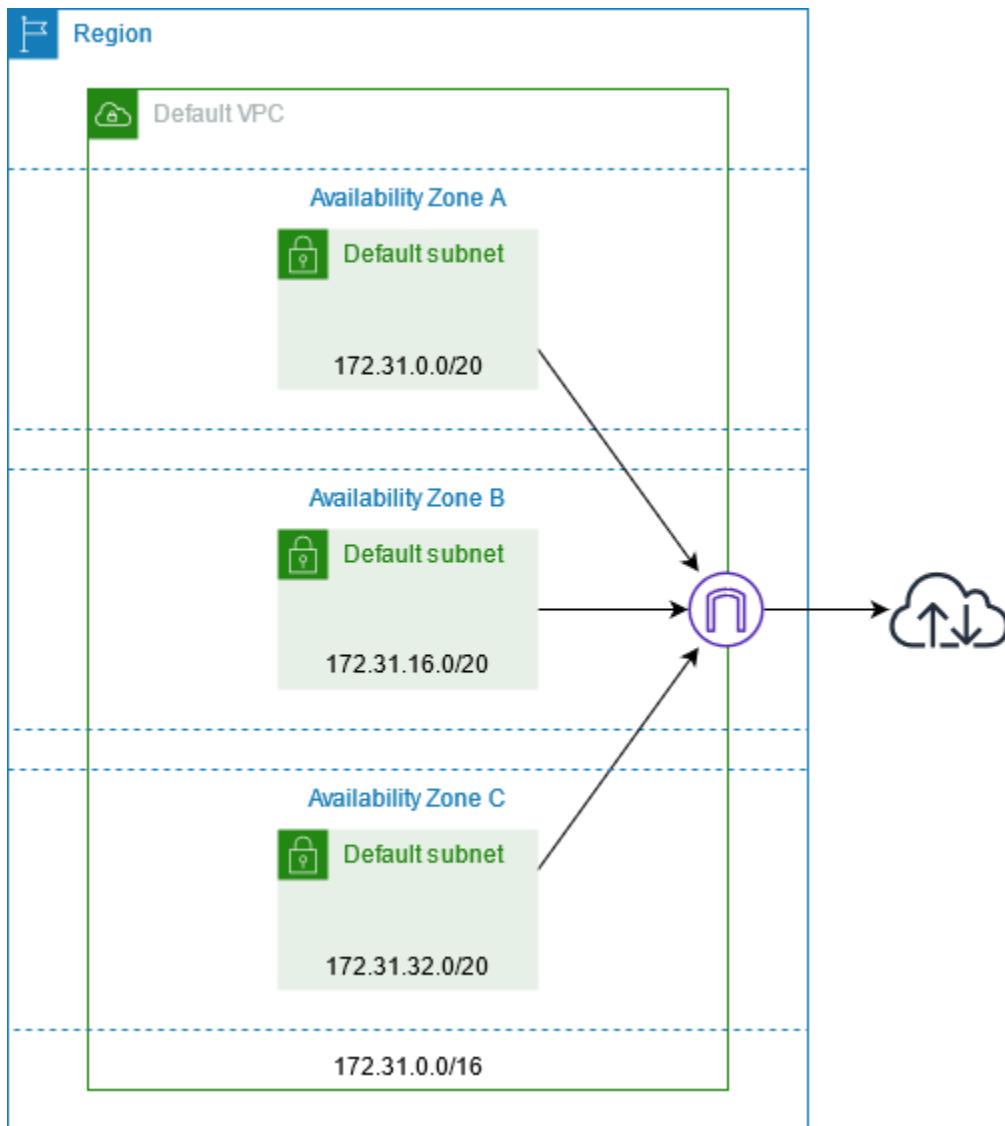 Region
Default VPC
Availability Zone A
Default subnet
172.31.0.0/20
Availability Zone B
Default subnet
172.31.16.0/20
Availability Zone C
Default subnet
172.31.32.0/20
172.31.0.0/16